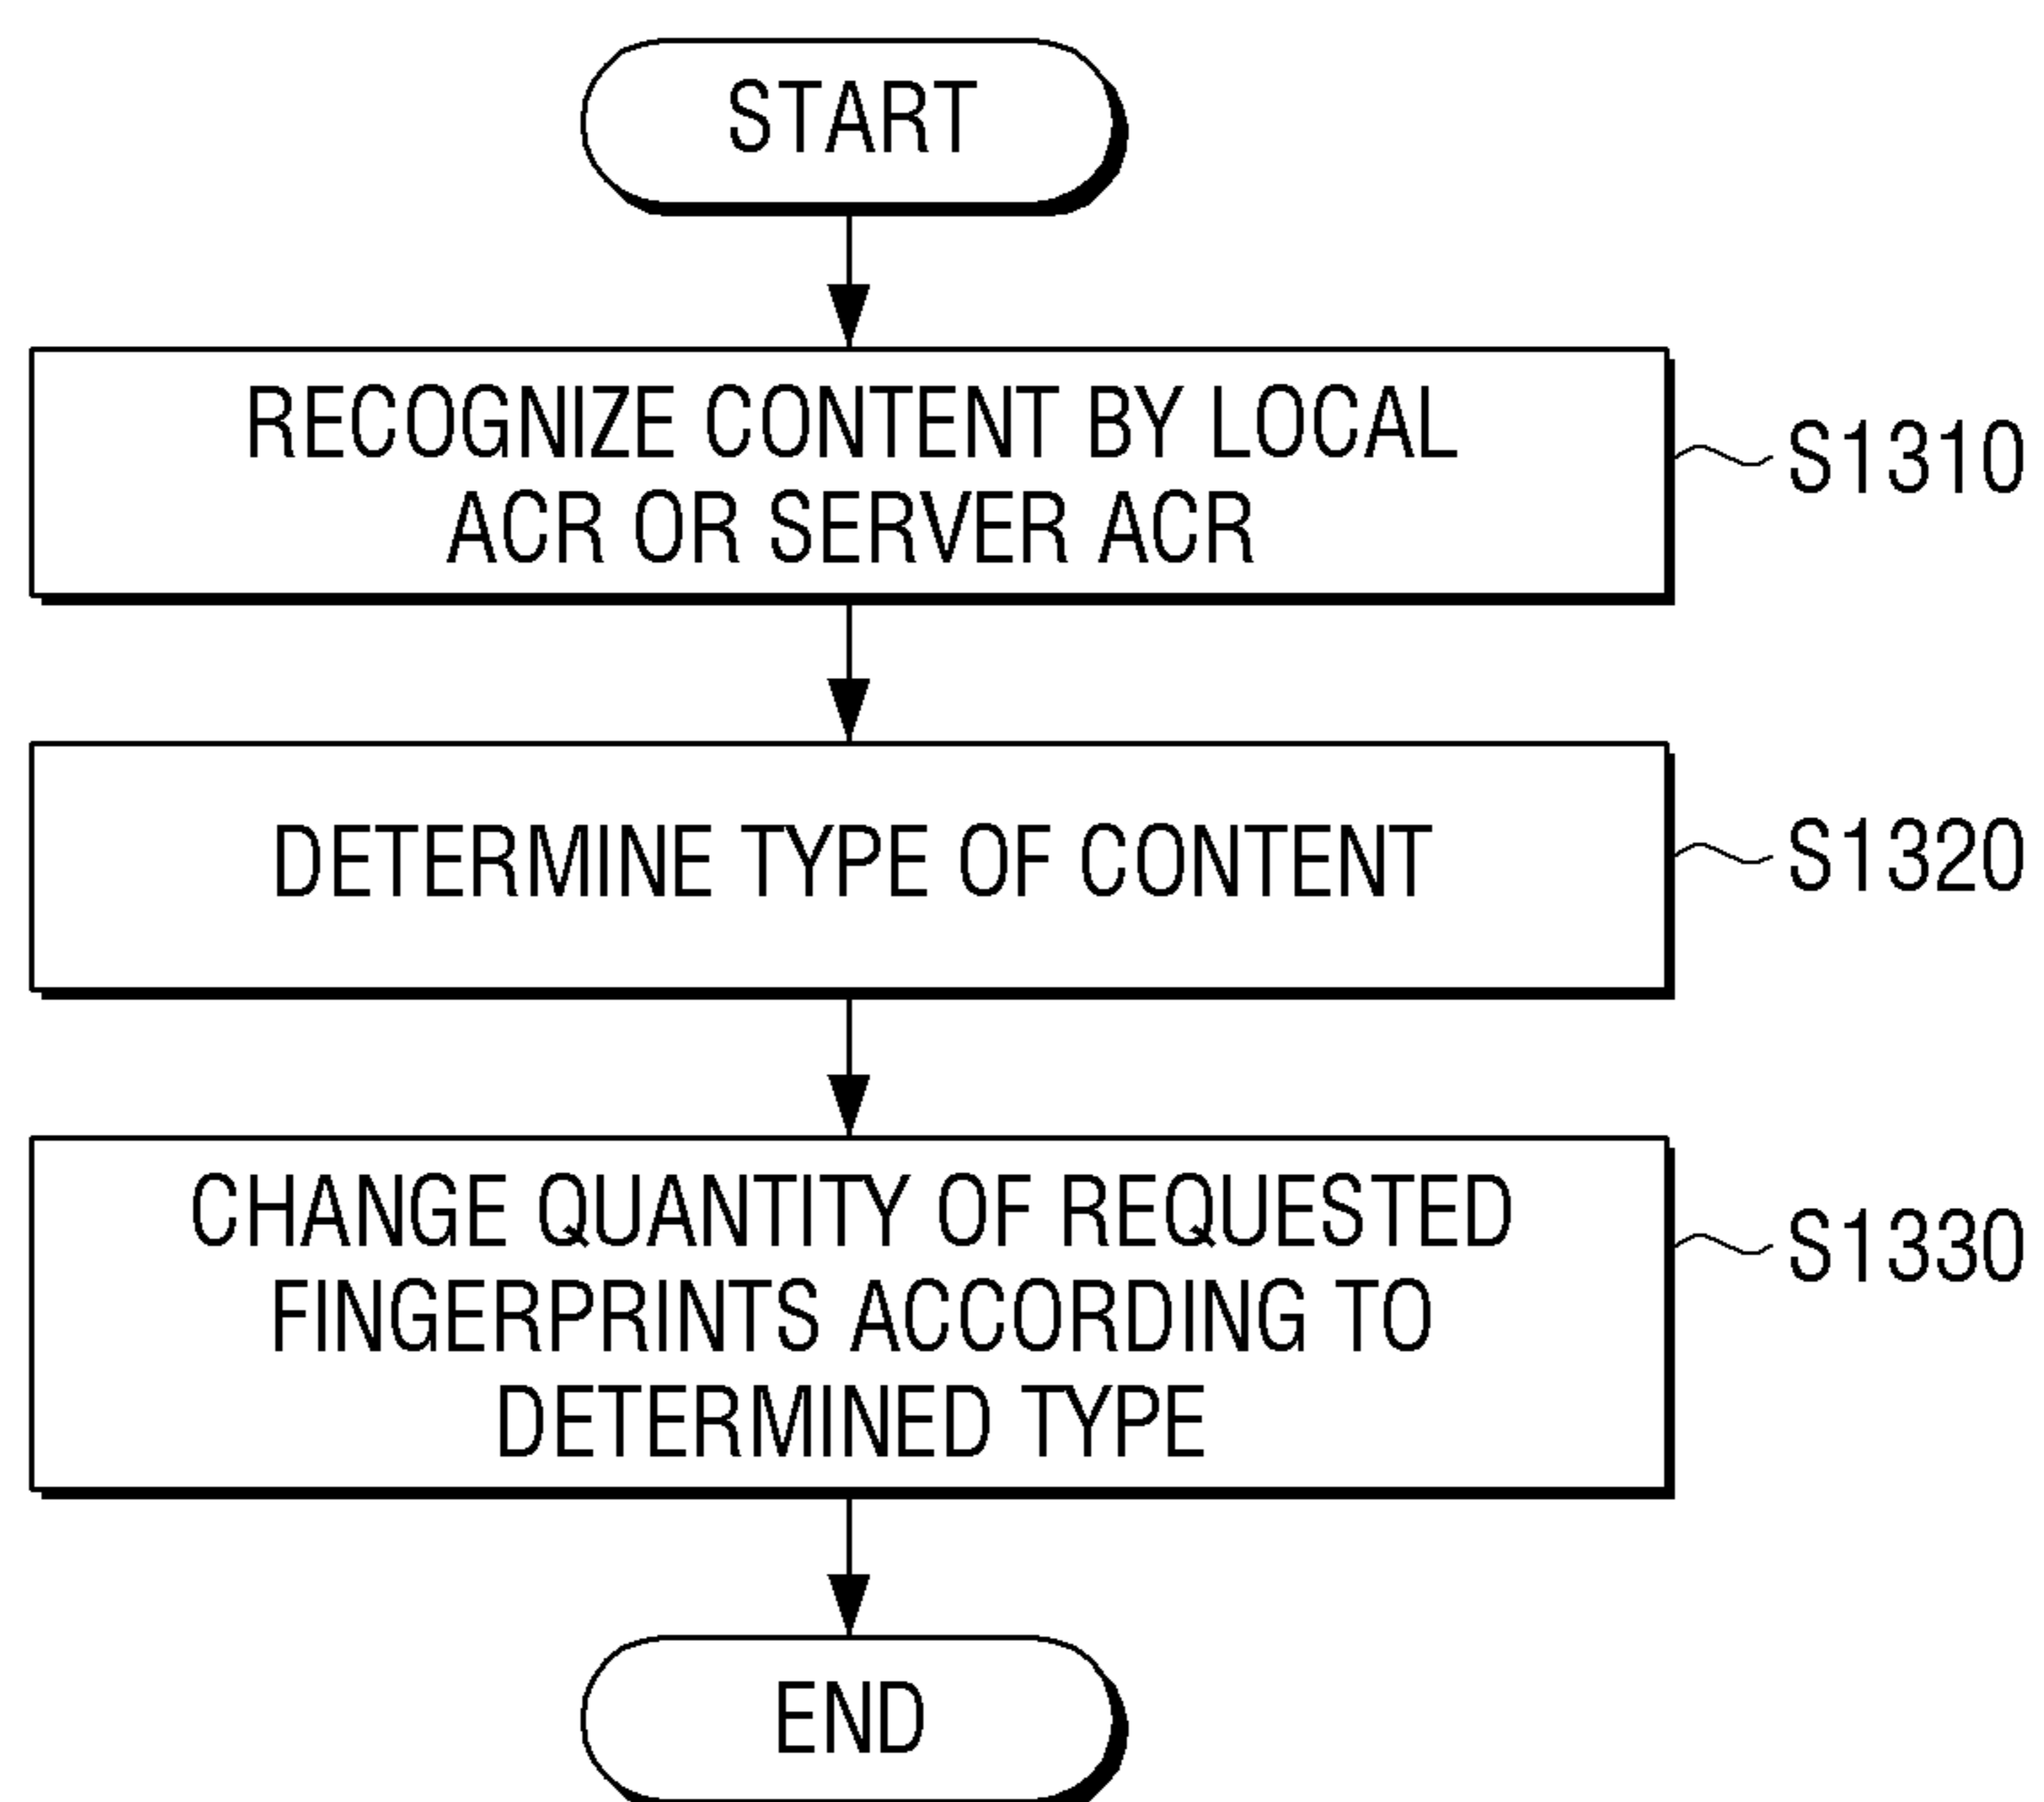 START
RECOGNIZE CONTENT BY LOCAL
ACR OR SERVER ACR
S1310
DETERMINE TYPE OF CONTENT
S1320
CHANGE QUANTITY OF REQUESTED
FINGERPRINTS ACCORDING TO
DETERMINED TYPE
S1330
END